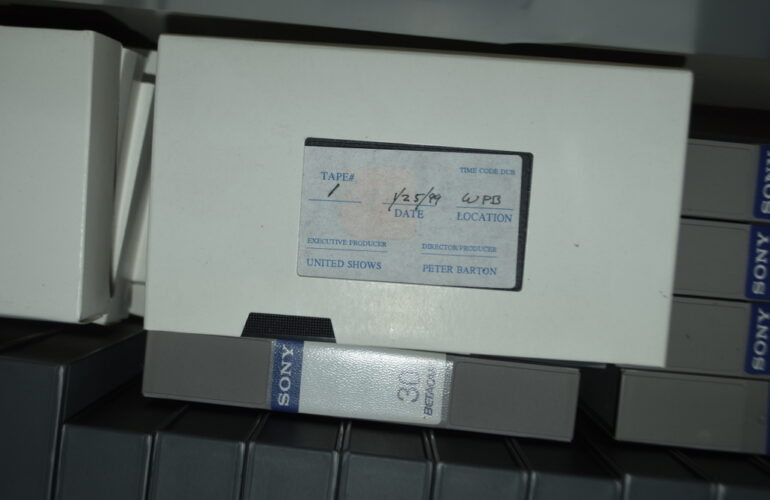 TIME CODE DUB
TAPE#
1
1/25/99
WPB
DATE
LOCATION
EXECUTIVE PRODUCER
DIRECTOR/PRODUCER
UNITED SHOWS
PETER BARTON
SONY
30
BETACAM
SONY
SONY
SONY